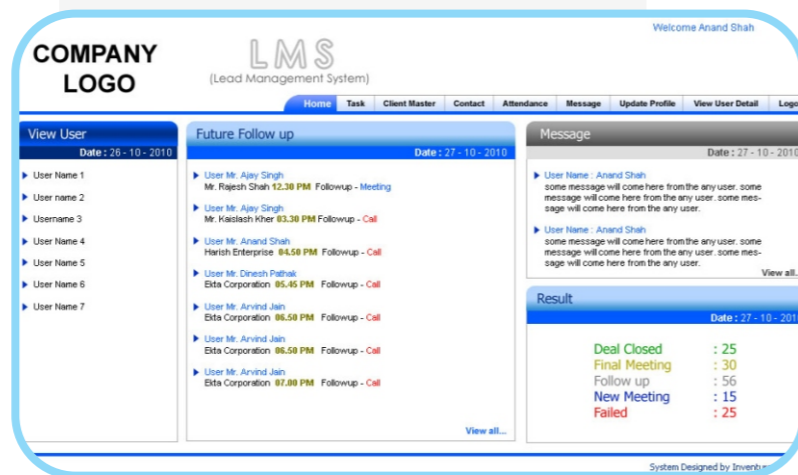 Welcome Anand Shah
COMPANY
LOGO
LMS
(Lead Management System)
Home Task Client Master Contact Attendance Message Update Profile View User Detail
View User
Date : 26 - 10 - 2010
User Name 1
User name 2
Username 3
User Name 4
User Name 5
User Name 6
User Name 7
Future Follow up
Date : 27 - 10 - 2010
User Mr. Ajay Singh
Mr. Rajesh Shah 12.30 PM Followup - Meeting
User Mr. Ajay Singh
Mr. Kaislash Kher 03.30 PM Followup - Call
User Mr. Anand Shah
Harish Enterprise 04.50 PM Followup - Call
User Mr. Dinesh Pathak
Ekta Corporation 05.45 PM Followup - Call
User Mr. Arvind Jain
Ekta Corporation 06.50 PM Followup - Call
User Mr. Arvind Jain
Ekta Corporation 06.50 PM Followup - Call
User Mr. Arvind Jain
Ekta Corporation 07.00 PM Followup - Call
View all...
Message
Date : 27 - 10 - 2010
User Name : Anand Shah
some message will come here from the any user. some
message will come here from the any user. some mes-
sage will come here from the any user.
User Name : Anand Shah
some message will come here from the any user. some
message will come here from the any user. some mes-
sage will come here from the any user.
View all..
Result
Date : 27 - 10 - 201
Deal Closed : 25
Final Meeting : 30
Follow up : 56
New Meeting : 15
Failed : 25
System Designed by